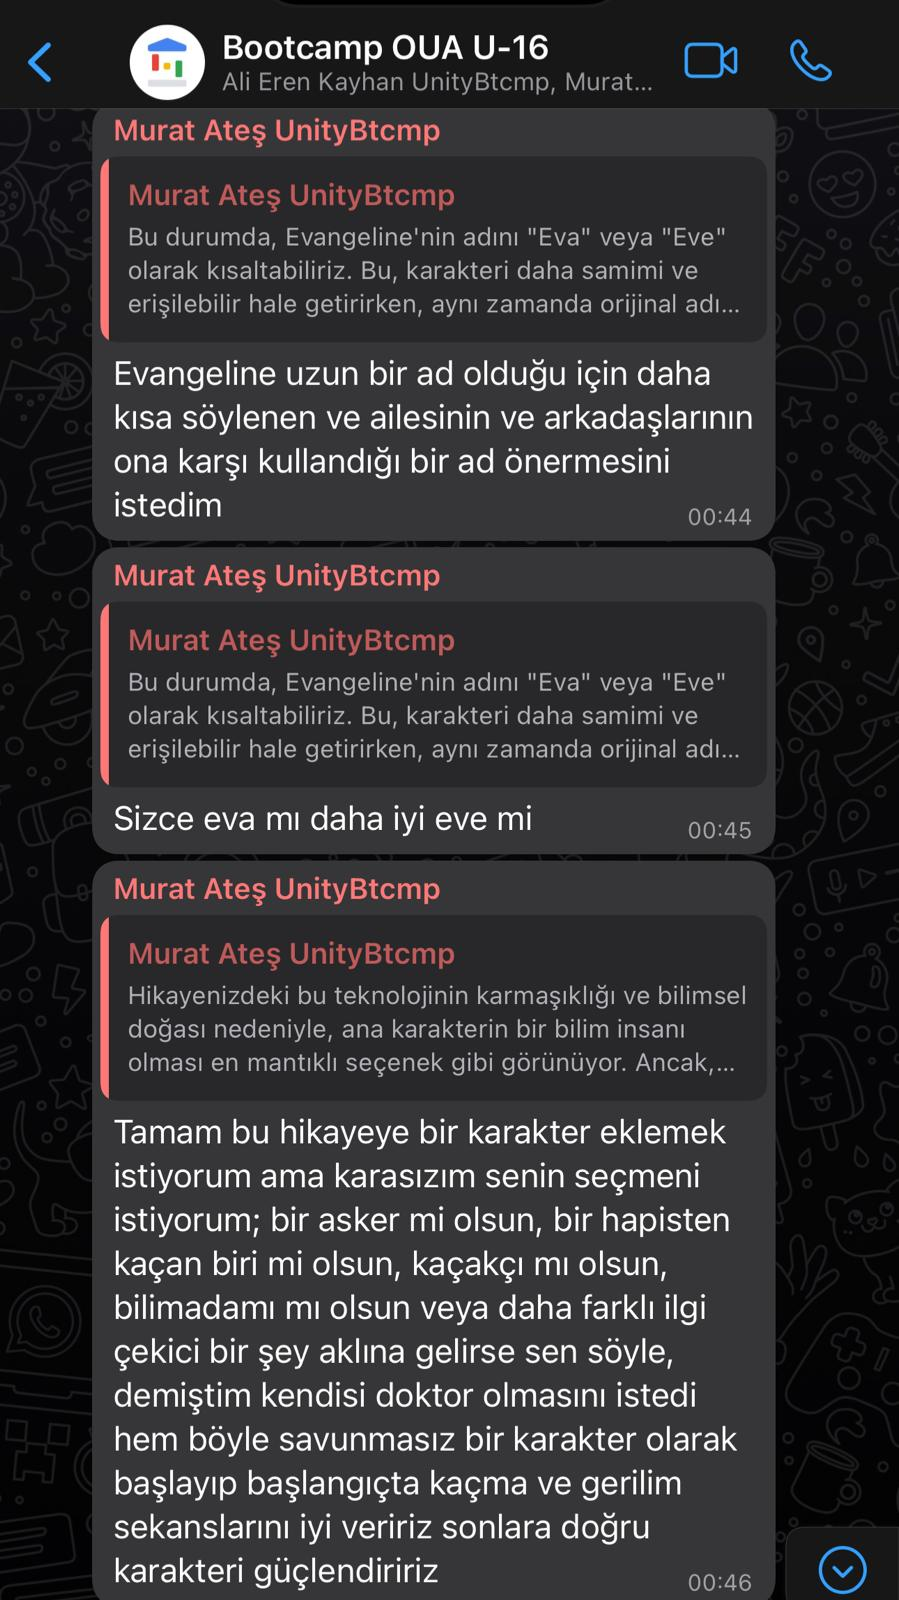 Bootcamp OUA U-16
Ali Eren Kayhan UnityBtcmp, Murat...
Murat Ateş UnityBtcmp
Murat Ateş UnityBtcmp
Bu durumda, Evangeline'nin adını "Eva" veya "Eve"
olarak kısaltabiliriz. Bu, karakteri daha samimi ve
erişilebilir hale getirirken, aynı zamanda orijinal adı...
Evangeline uzun bir ad olduğu için daha
kısa söylenen ve ailesinin ve arkadaşlarının
ona karşı kullandığı bir ad önermesini
istedim
00:44
Murat Ateş UnityBtcmp
Murat Ateş UnityBtcmp
Bu durumda, Evangeline'nin adını "Eva" veya "Eve"
olarak kısaltabiliriz. Bu, karakteri daha samimi ve
erişilebilir hale getirirken, aynı zamanda orijinal adı...
Sizce eva mı daha iyi eve mi
00:45
Murat Ateş UnityBtcmp
Murat Ateş UnityBtcmp
Hikayenizdeki bu teknolojinin karmaşıklığı ve bilimsel
doğası nedeniyle, ana karakterin bir bilim insanı
olması en mantıklı seçenek gibi görünüyor. Ancak,...
Tamam bu hikayeye bir karakter eklemek
istiyorum ama karasızım senin seçmeni
istiyorum; bir asker mi olsun, bir hapisten
kaçan biri mi olsun, kaçakçı mı olsun,
bilimadamı mı olsun veya daha farklı ilgi
çekici bir şey aklına gelirse sen söyle,
demiştim kendisi doktor olmasını istedi
hem böyle savunmasız bir karakter olarak
başlayıp başlangıçta kaçma ve gerilim
sekanslarını iyi veririz sonlara doğru
karakteri güçlendiririz
00:46